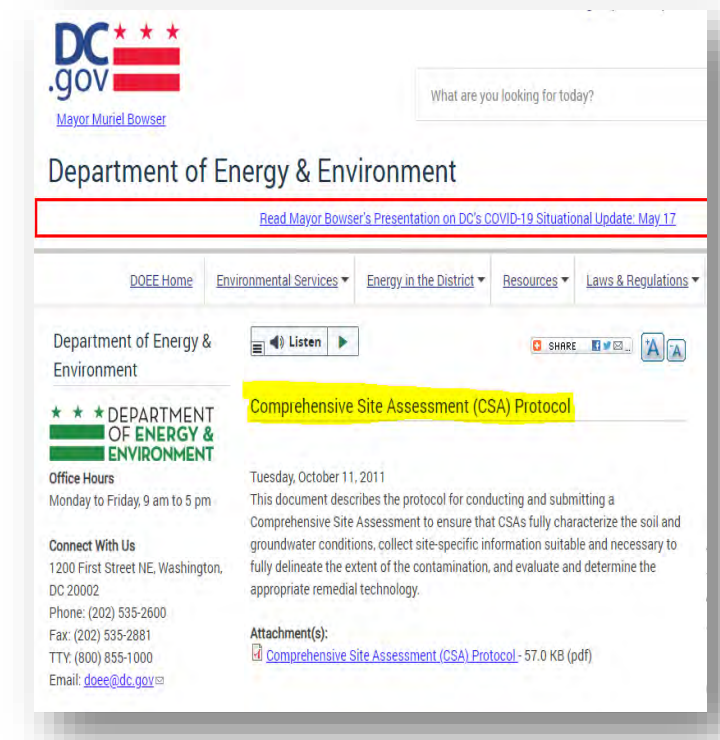 DC
.gov
Mayor Muriel Bowser
What are you looking for today?
Department of Energy & Environment
Read Mayor Bowser's Presentation on DC's COVID-19 Situational Update: May 17
DOEE Home Environmental Services Energy in the District Resources Laws & Regulations
Department of Energy &
Environment
DEPARTMENT
OF ENERGY &
ENVIRONMENT
Office Hours
Monday to Friday, 9 am to 5 pm
Connect With Us
1200 First Street NE, Washington,
DC 20002
Phone: (202) 535-2600
Fax: (202) 535-2881
TTY: (800) 855-1000
Email: doee@dc.gov
Listen
SHARE
+A -A
Comprehensive Site Assessment (CSA) Protocol
Tuesday, October 11, 2011
This document describes the protocol for conducting and submitting a
Comprehensive Site Assessment to ensure that CSAs fully characterize the soil and
groundwater conditions, collect site-specific information suitable and necessary to
fully delineate the extent of the contamination, and evaluate and determine the
appropriate remedial technology.
Attachment(s):
Comprehensive Site Assessment (CSA) Protocol - 57.0 KB (pdf)